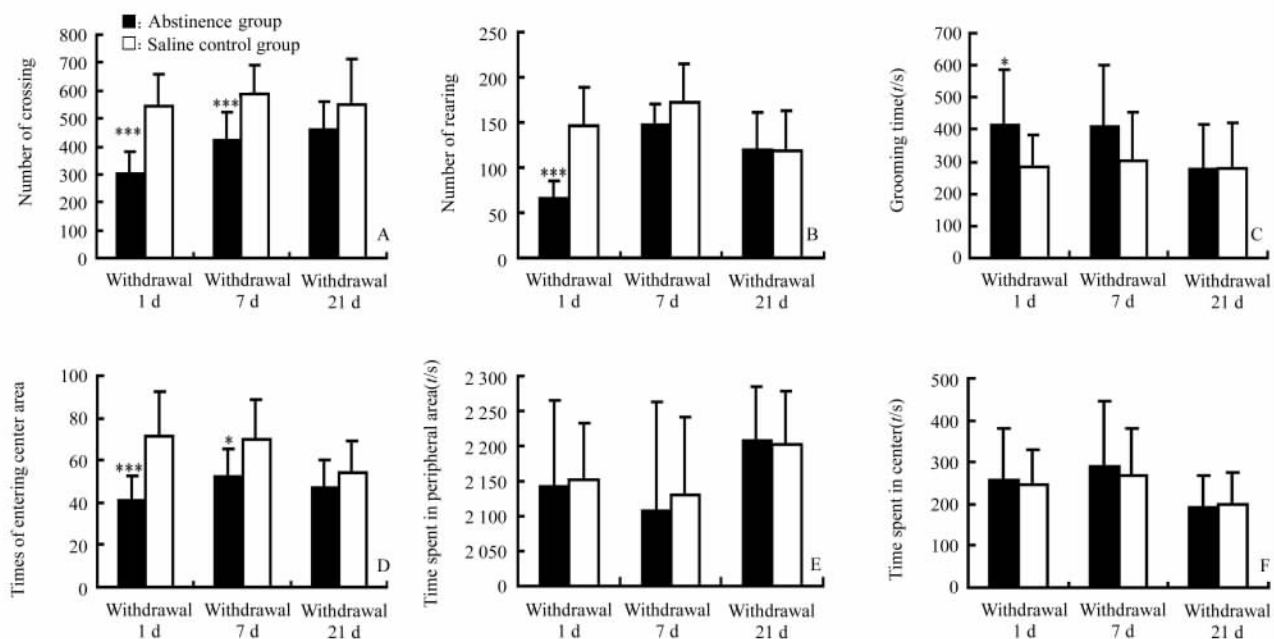 ■: Abstinence group
□: Saline control group
Number of crossing
800
700
600
500
400
300
200
100
0
***
***
A
Withdrawal Withdrawal Withdrawal
1 d 7 d 21 d
Number of rearing
250
200
150
100
50
0
***
B
Withdrawal Withdrawal Withdrawal
1 d 7 d 21 d
Grooming time(t/s)
700
600
500
400
300
200
100
0
*
C
Withdrawal Withdrawal Withdrawal
1 d 7 d 21 d
Times of entering center area
100
80
60
40
20
0
***
*
D
Withdrawal Withdrawal Withdrawal
1 d 7 d 21 d
Time spent in peripheral area(t/s)
2 300
2 250
2 200
2 150
2 100
2 050
0
E
Withdrawal Withdrawal Withdrawal
1 d 7 d 21 d
Time spent in center(t/s)
500
400
300
200
100
0
F
Withdrawal Withdrawal Withdrawal
1 d 7 d 21 d